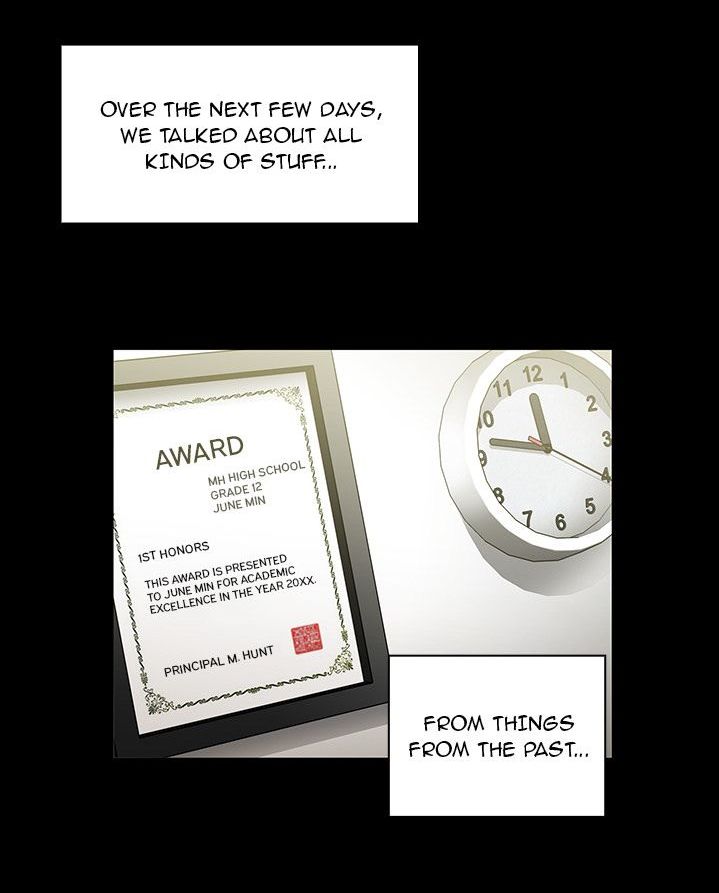 OVER THE NEXT FEW DAYS,
WE TALKED ABOUT ALL
KINDS OF STUFF...
AWARD
MH HIGH SCHOOL
GRADE 12
JUNE MIN
1ST HONORS
THIS AWARD IS PRESENTED
TO JUNE MIN FOR ACADEMIC
EXCELLENCE IN THE YEAR 20XX.
PRINCIPAL M. HUNT
12
1
2
3
4
5
6
7
8
9
10
11
FROM THINGS
FROM THE PAST...